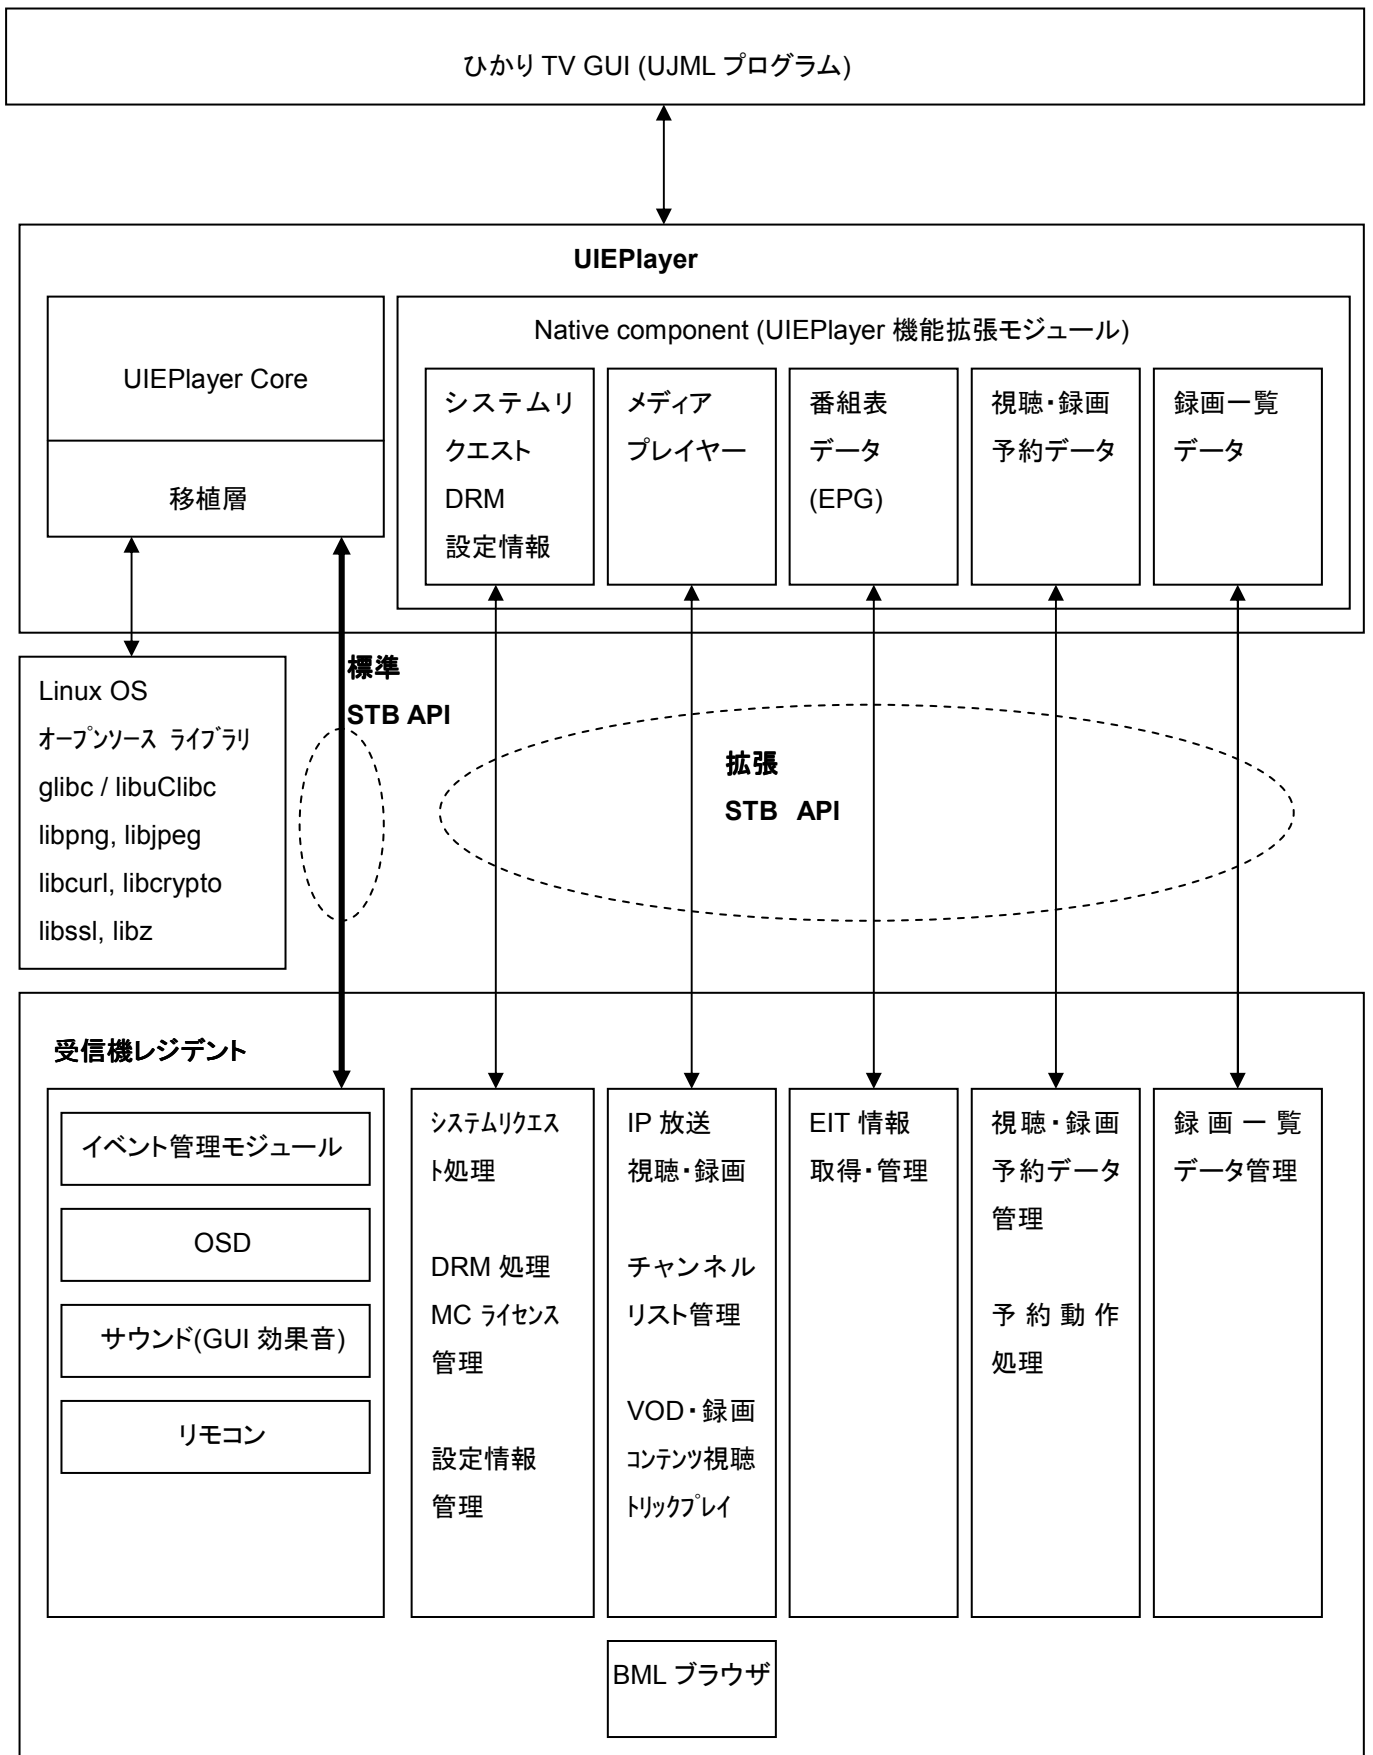 ひかり TV GUI (UJML プログラム)
UIEPlayer
UIEPlayer Core
移植層
Native component (UIEPlayer 機能拡張モジュール)
システムリ
クエスト
DRM
設定情報
メディア
プレイヤー
番組表
データ
(EPG)
視聴・録画
予約データ
録画一覧
データ
Linux OS
ｵｰﾌﾟﾝｿｰｽ ﾗｲﾌﾞﾗﾘ
glibc / libuClibc
libpng, libjpeg
libcurl, libcrypto
libssl, libz
標準
STB API
拡張
STB API
受信機レジデント
イベント管理モジュール
OSD
サウンド(GUI 効果音)
リモコン
ｼｽﾃﾑﾘｸｴｽ
ﾄ処理
DRM 処理
MC ﾗｲｾﾝｽ
管理
設定情報
管理
IP 放送
視聴・録画
チャンネル
リスト管理
VOD・録画
ｺﾝﾃﾝﾂ視聴
ﾄﾘｯｸﾌﾟﾚｲ
EIT 情報
取得・管理
視聴・録画
予約データ
管理
予約動作
処理
録画一覧
データ管理
BML ブラウザ